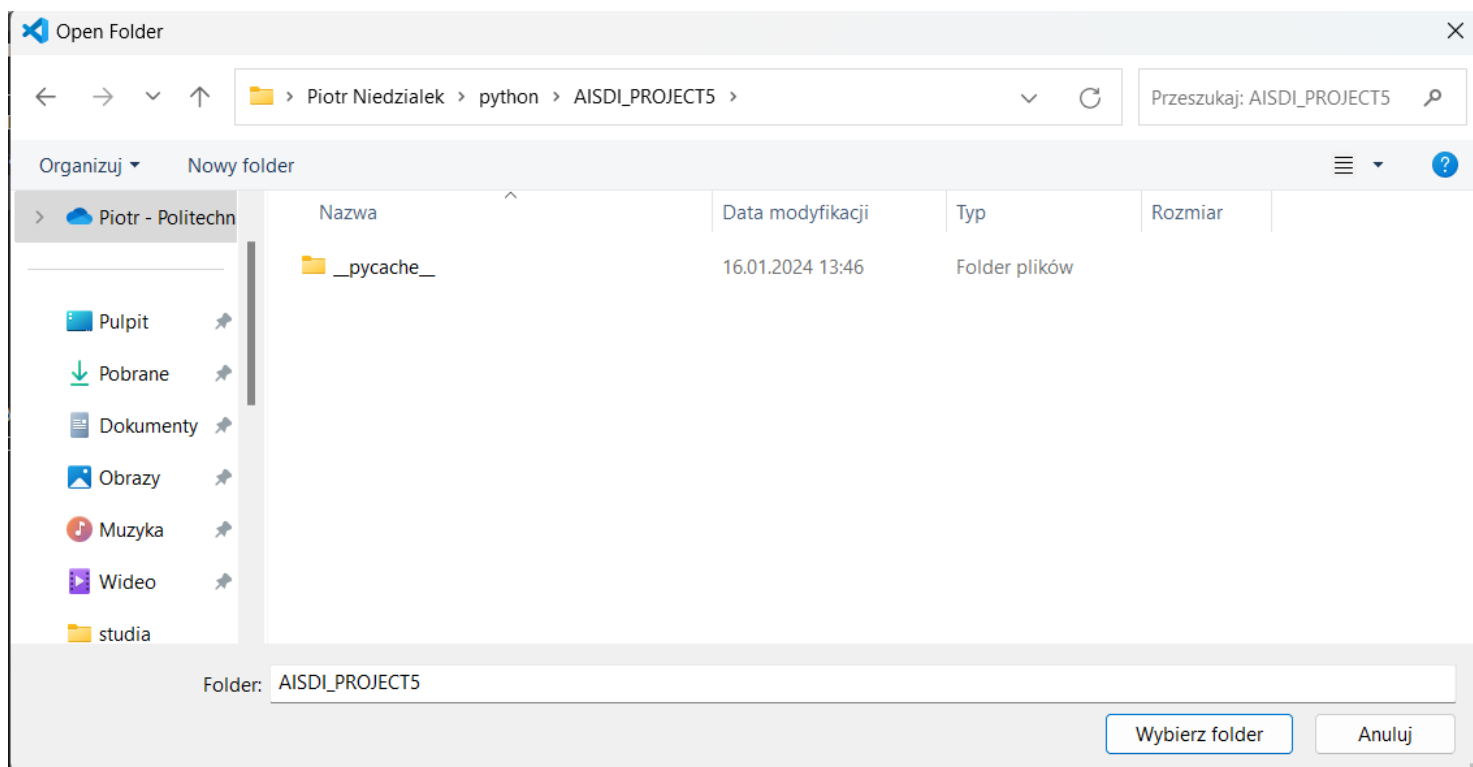 Open Folder
Piotr Niedzialek > python > AISDI_PROJECT5 >
Przeszukaj: AISDI_PROJECT5
Organizuj
Nowy folder
?
Piotr - Politechn
Nazwa
Data modyfikacji
Typ
Rozmiar
__pycache__
16.01.2024 13:46
Folder plików
Pulpit
Pobrane
Dokumenty
Obrazy
Muzyka
Wideo
studia
Folder: AISDI_PROJECT5
Wybierz folder
Anuluj